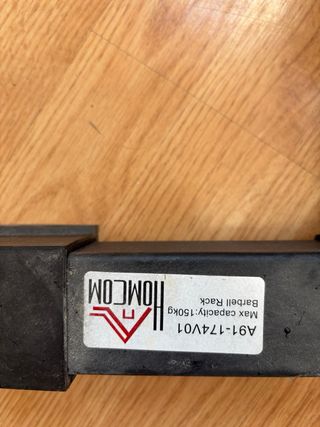 HOMCOM
A91-174V01
Max capacity:150kg
Barbell Rack